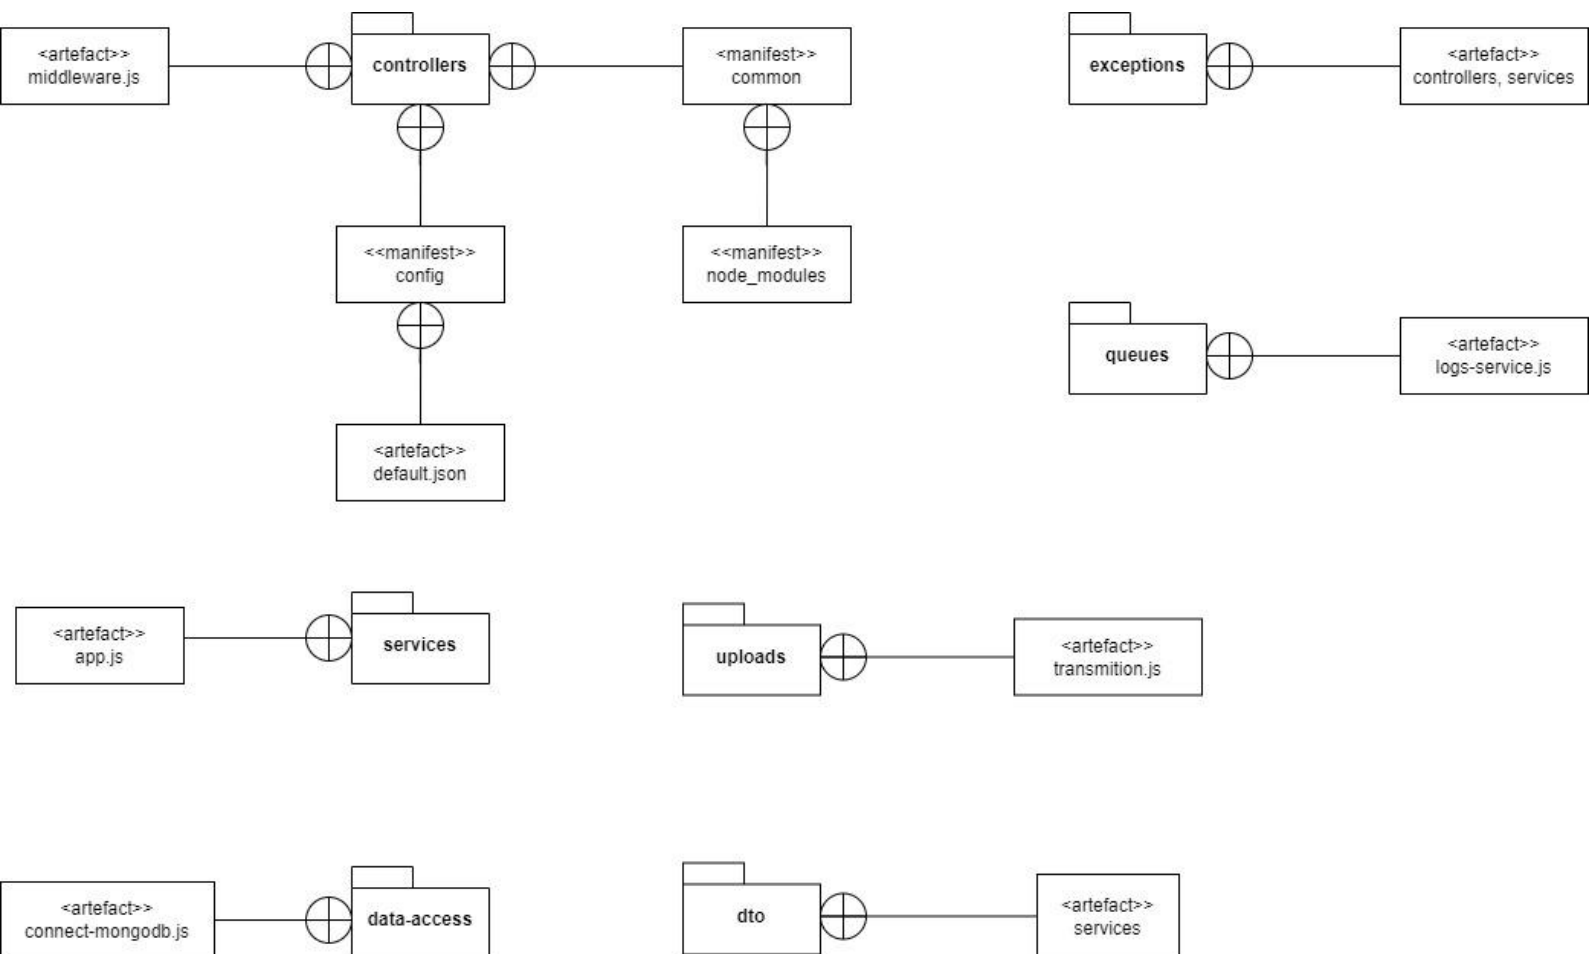 <artefact>>
middleware.js
controllers
<manifest>>
common
exceptions
<artefact>>
controllers, services
<<manifest>>
config
<<manifest>>
node_modules
queues
<artefact>>
logs-service.js
<artefact>>
default.json
<artefact>>
app.js
services
uploads
<artefact>>
transmition.js
<artefact>>
connect-mongodb.js
data-access
dto
<artefact>>
services